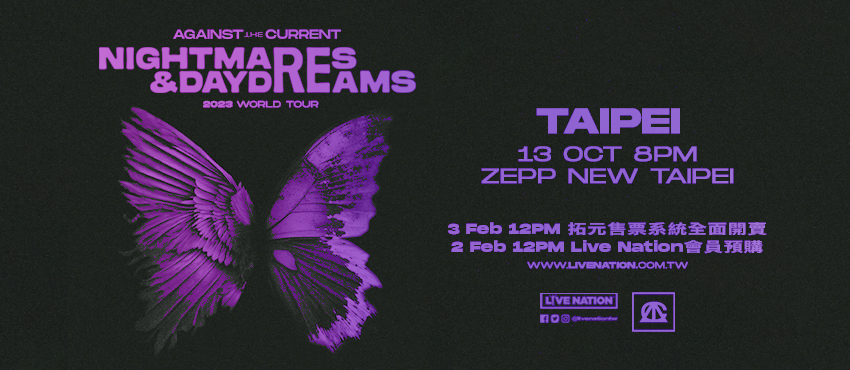 AGAINST THE CURRENT
NIGHTMARES
&DAYDREAMS
2023 WORLD TOUR
TAIPEI
13 OCT 8PM
ZEPP NEW TAIPEI
3 Feb 12PM 拓元售票系統全面開賣
2 Feb 12PM Live Nation會員預購
WWW.LIVENATION.COM.TW
LIVE NATION
@livenationtw